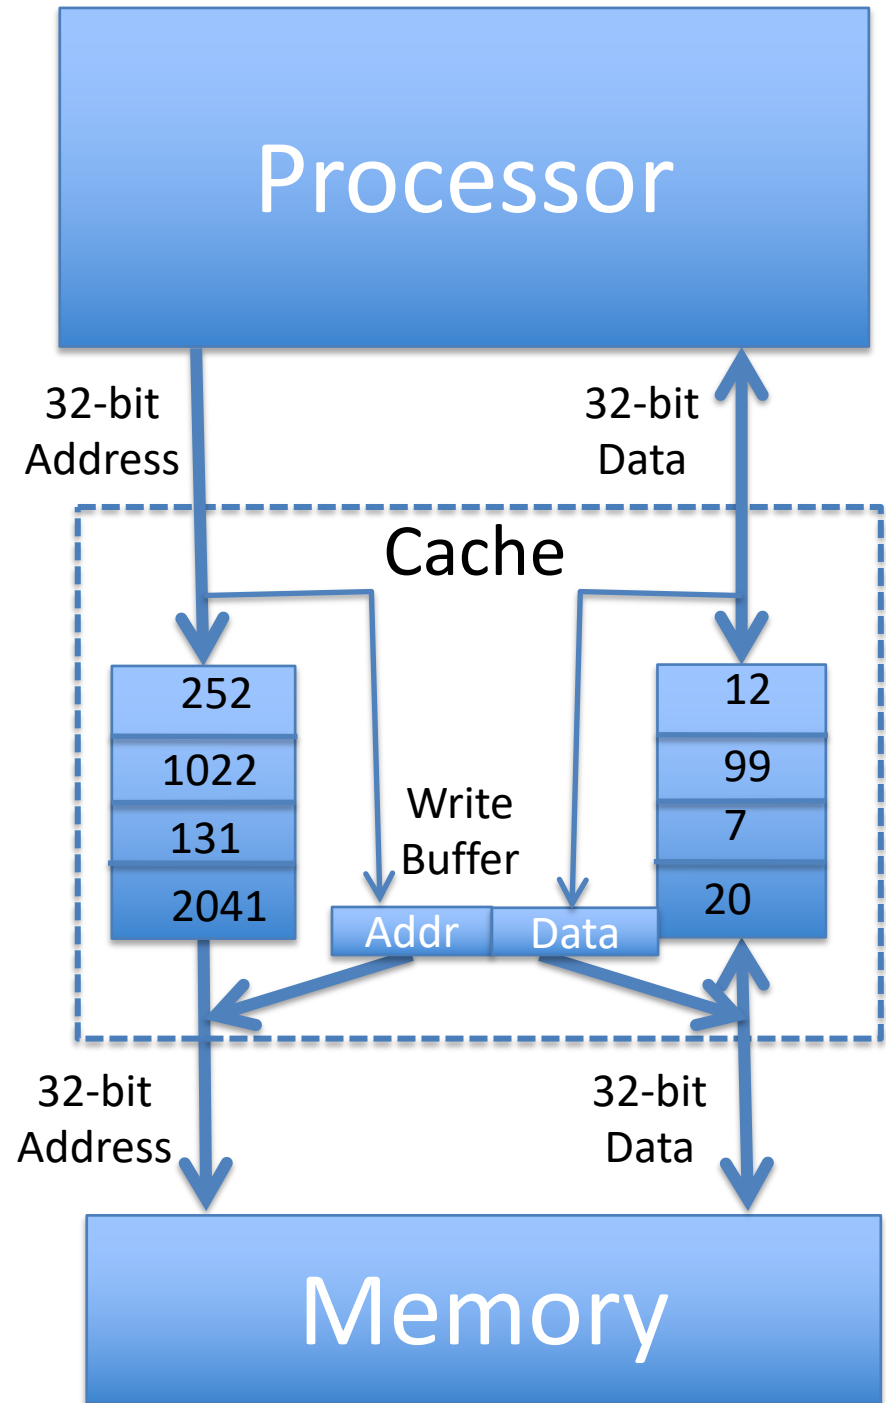 Processor
32-bit
Address
32-bit
Data
Cache
252
1022
131
2041
Write
Buffer
Addr
Data
12
99
7
20
32-bit
Address
32-bit
Data
Memory